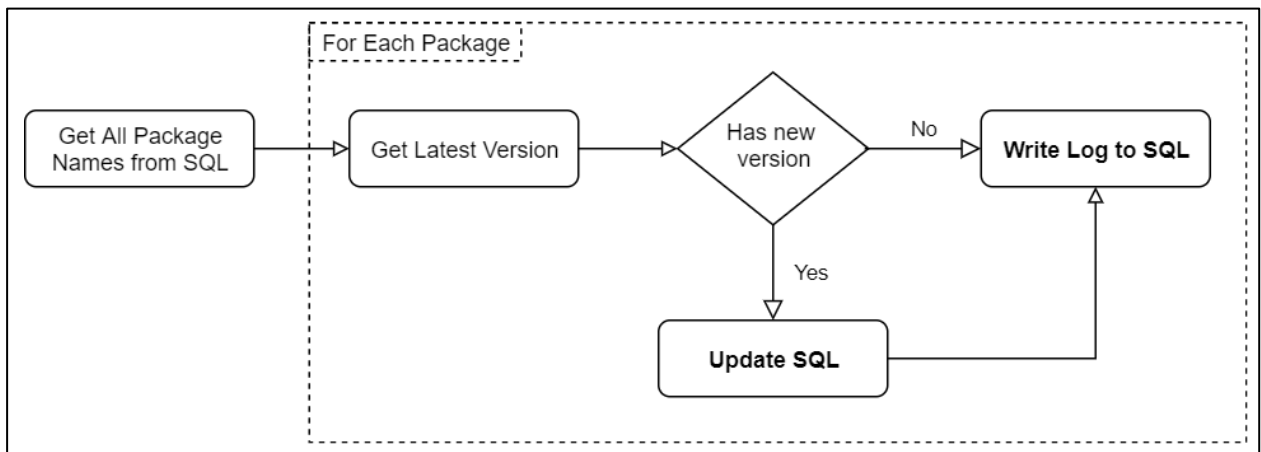 For Each Package
Get All Package
Names from SQL
Get Latest Version
Has new
version
No
Write Log to SQL
Yes
Update SQL